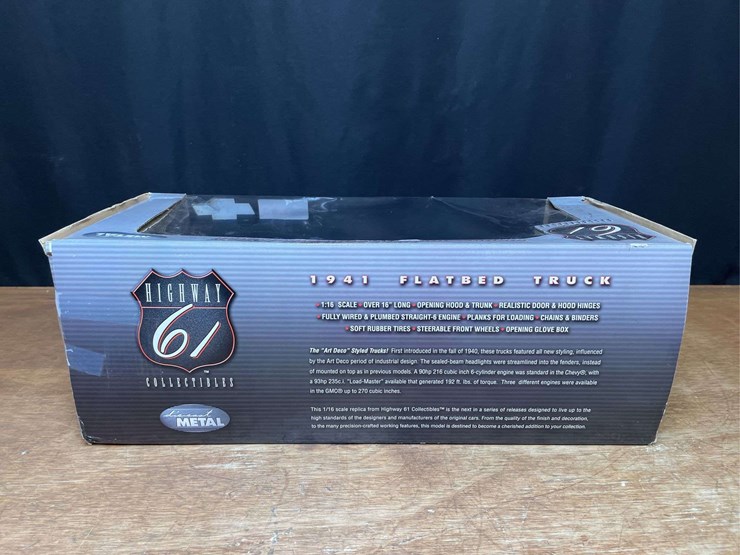 HIGHWAY
61
™
COLLECTIBLES
diecast
METAL
61
1941 FLATBED TRUCK
•1:16 SCALE •OVER 16" LONG •OPENING HOOD & TRUNK •REALISTIC DOOR & HOOD HINGES
•FULLY WIRED & PLUMBED STRAIGHT-6 ENGINE •PLANKS FOR LOADING •CHAINS & BINDERS
•SOFT RUBBER TIRES •STEERABLE FRONT WHEELS •OPENING GLOVE BOX
The "Art Deco" Styled Trucks! First introduced in the fall of 1940, these trucks featured all new styling, influenced
by the Art Deco period of industrial design. The sealed-beam headlights were streamlined into the fenders, instead
of mounted on top as in previous models. A 90hp 216 cubic inch 6-cylinder engine was standard in the Chevy®, with
a 93hp 235c.i. "Load-Master" available that generated 192 ft. lbs. of torque. Three different engines were available
in the GMC® up to 270 cubic inches.
This 1/16 scale replica from Highway 61 Collectibles™ is the next in a series of releases designed to live up to the
high standards of the designers and manufacturers of the original cars. From the quality of the finish and decoration,
to the many precision-crafted working features, this model is destined to become a cherished addition to your collection.